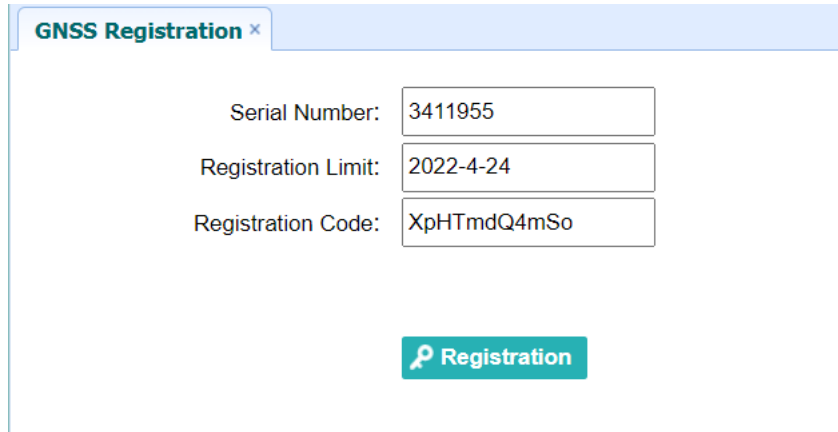 GNSS Registration ×
Serial Number: 3411955
Registration Limit: 2022-4-24
Registration Code: XpHTmdQ4mSo
Registration